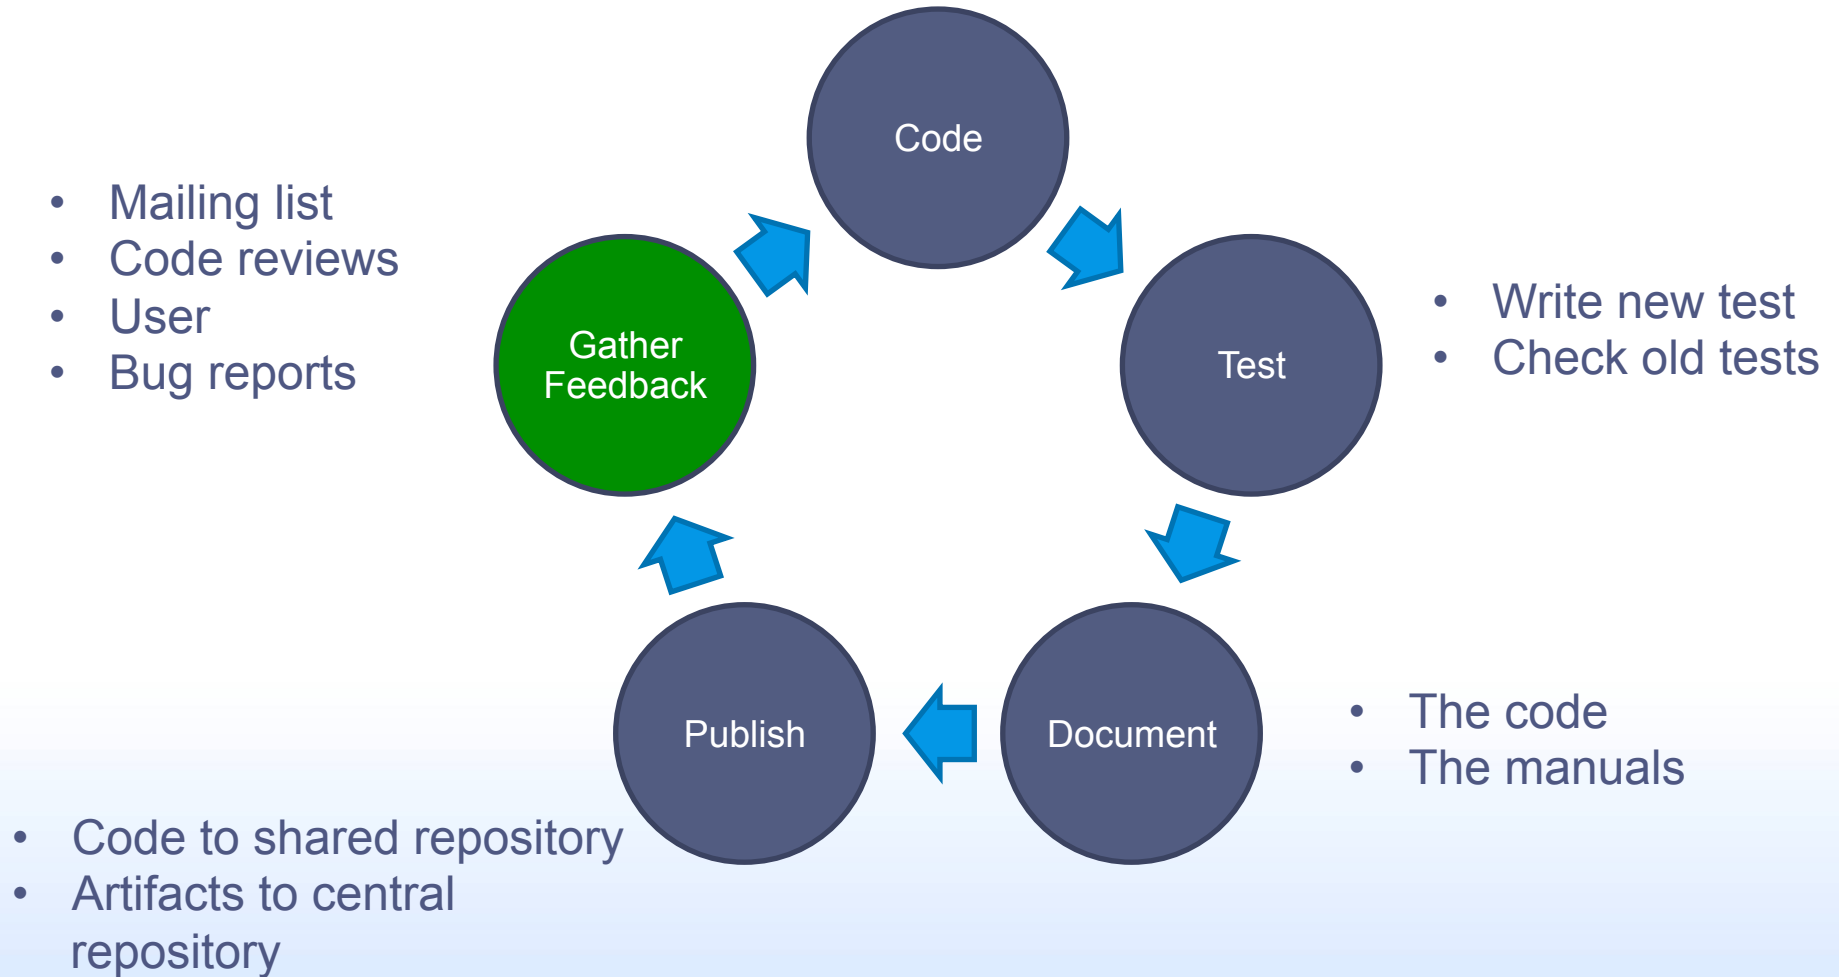 Code
• Mailing list
• Code reviews
• User
• Bug reports
Gather
Feedback
Test
• Write new test
• Check old tests
Publish
Document
• The code
• The manuals
• Code to shared repository
• Artifacts to central
repository